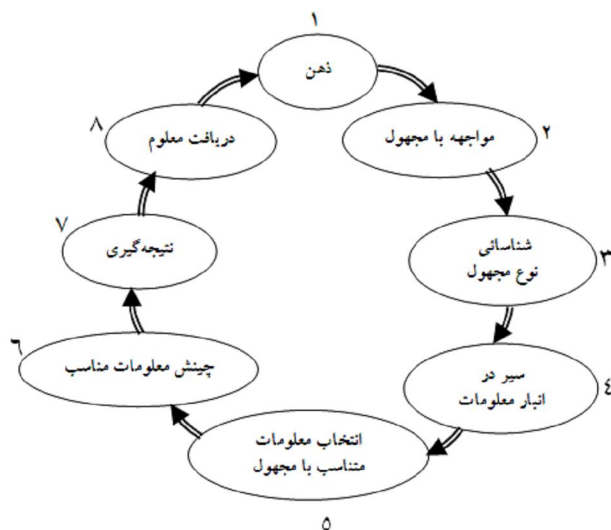 ۱
ذهن
۲
مواجهه با مجهول
۳
شناسائی
نوع مجهول
۴
سیر در
انبار معلومات
انتخاب معلومات
متناسب با مجهول
۵
۶
چینش معلومات مناسب
۷
نتیجه‌گیری
۸
دریافت معلوم